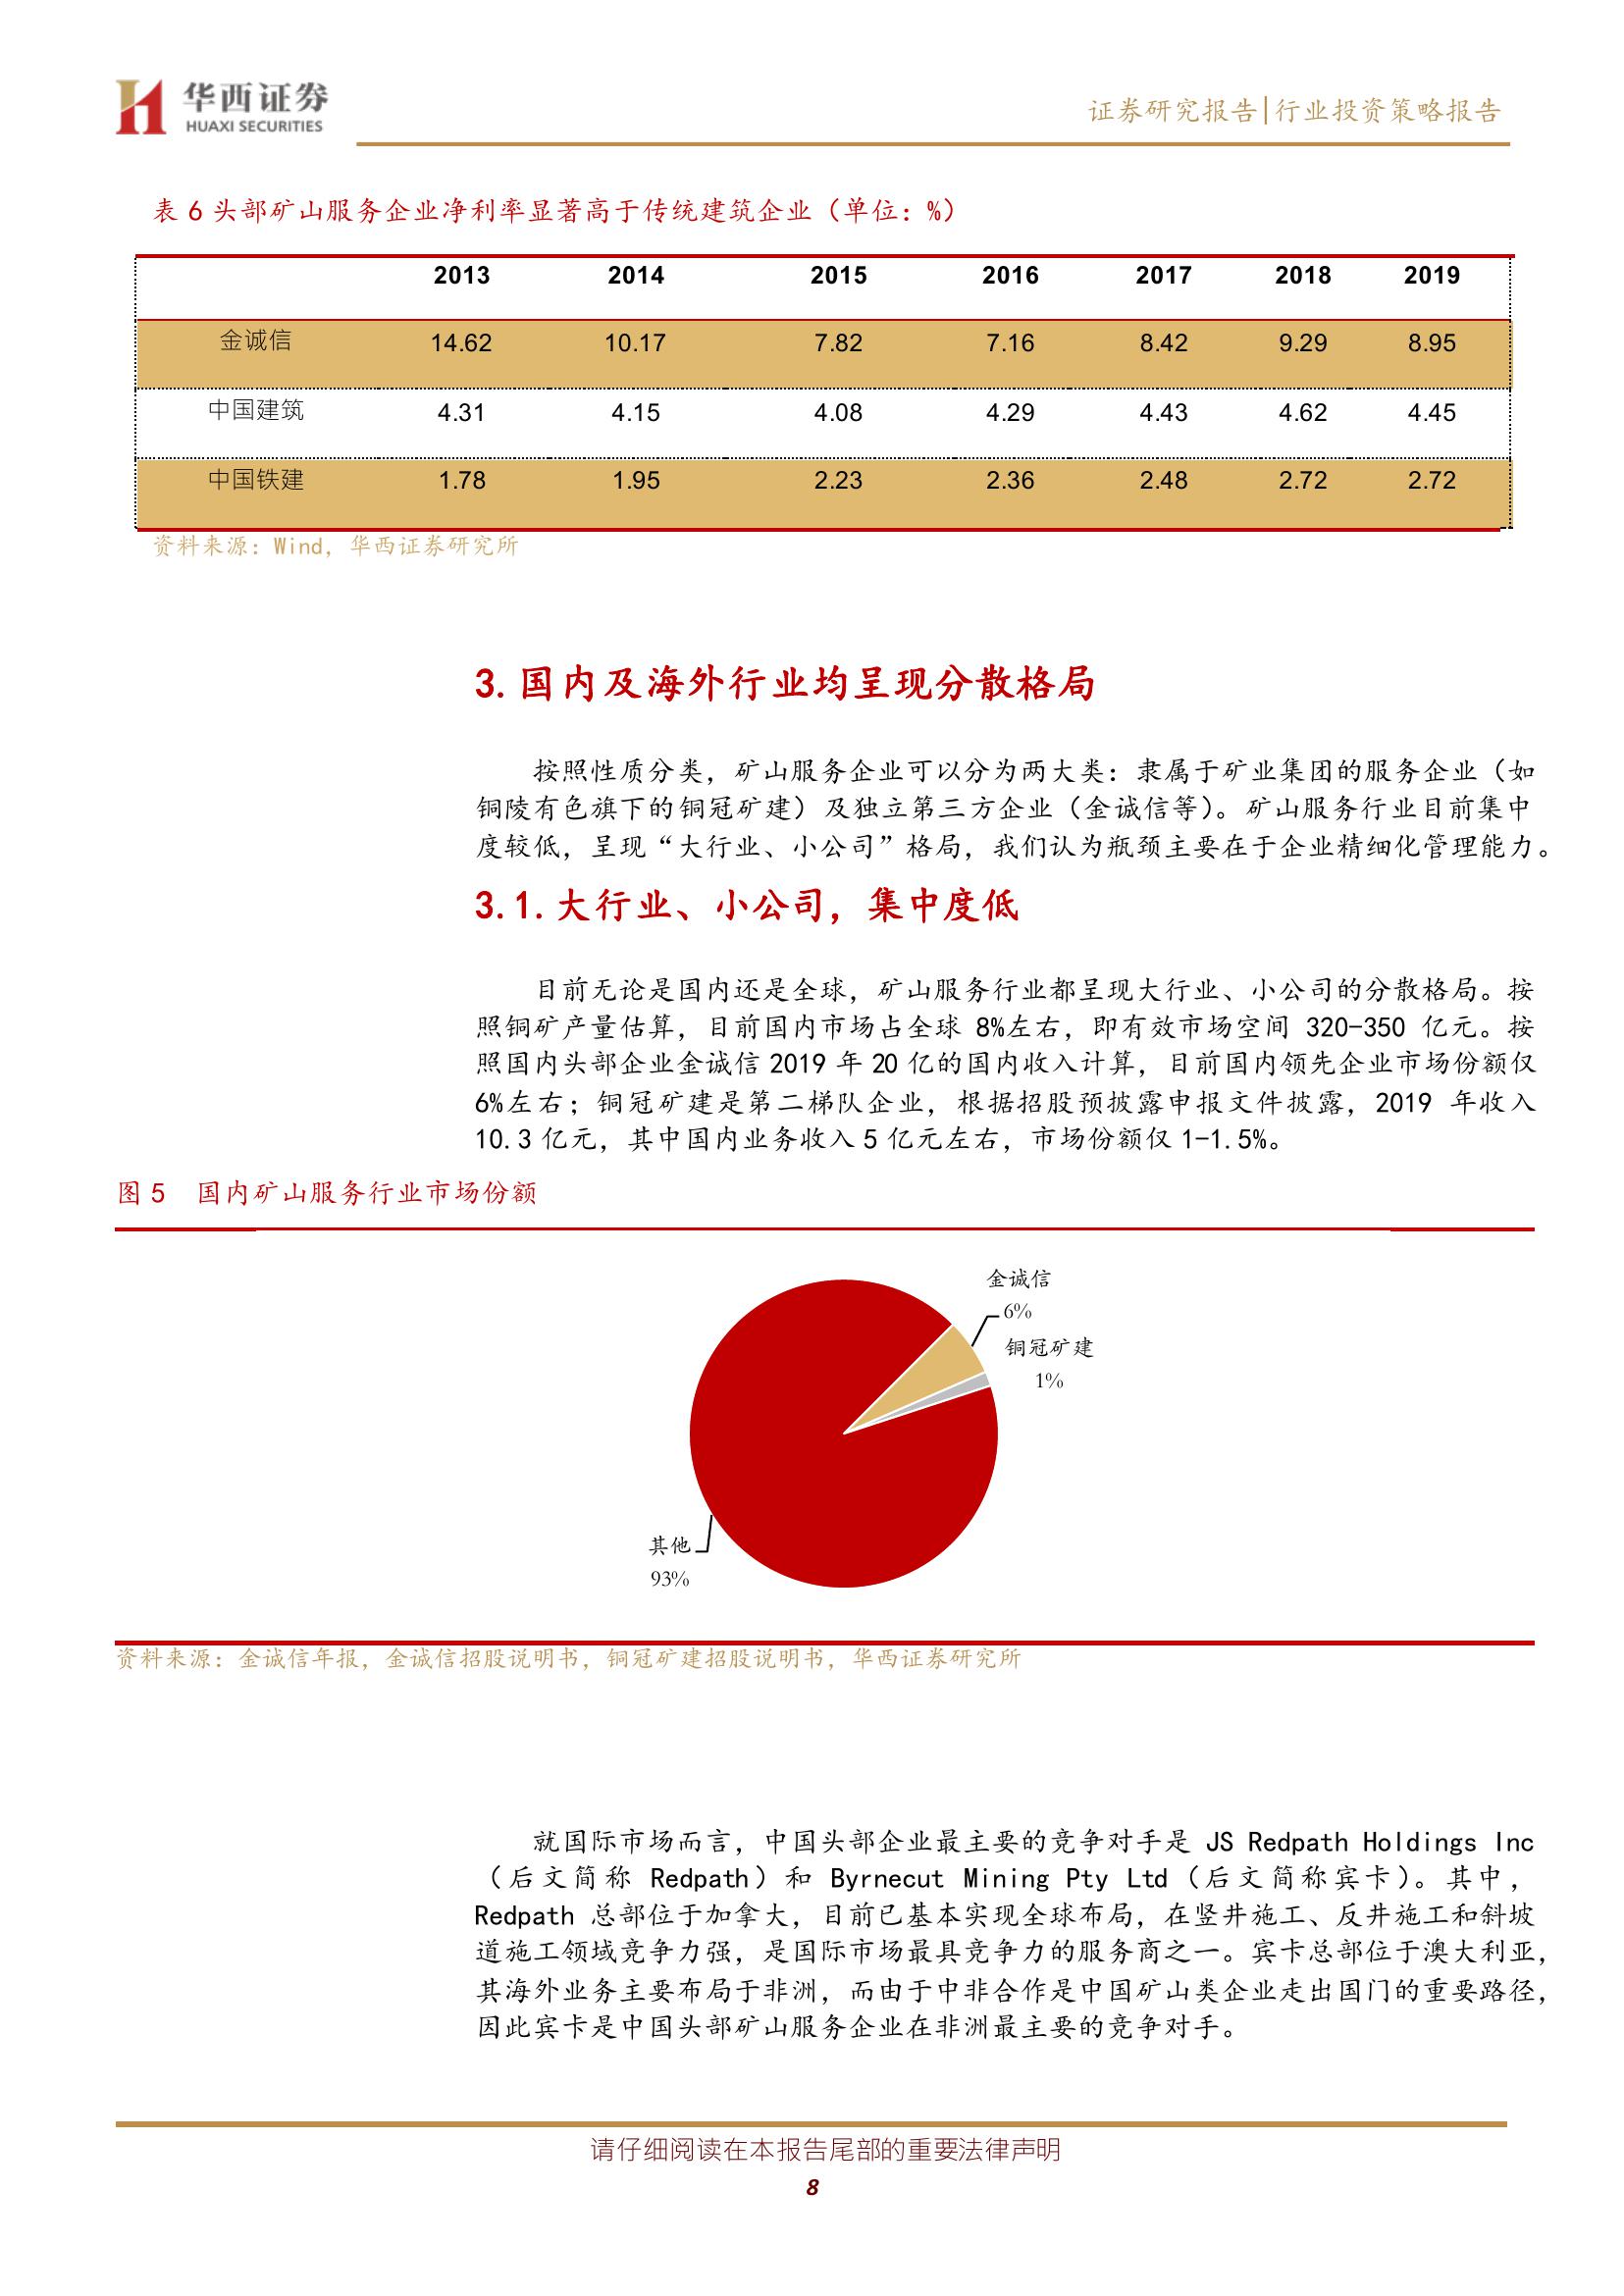 华西证券
HUAXI SECURITIES
证券研究报告|行业投资策略报告
表 6 头部矿山服务企业净利率显著高于传统建筑企业（单位：%）
2013 2014 2015 2016 2017 2018 2019
金诚信 14.62 10.17 7.82 7.16 8.42 9.29 8.95
中国建筑 4.31 4.15 4.08 4.29 4.43 4.62 4.45
中国铁建 1.78 1.95 2.23 2.36 2.48 2.72 2.72
资料来源：Wind，华西证券研究所
3.国内及海外行业均呈现分散格局
按照性质分类，矿山服务企业可以分为两大类：隶属于矿业集团的服务企业（如
铜陵有色旗下的铜冠矿建）及独立第三方企业（金诚信等）。矿山服务行业目前集中
度较低，呈现“大行业、小公司”格局，我们认为瓶颈主要在于企业精细化管理能力。
3.1.大行业、小公司，集中度低
目前无论是国内还是全球，矿山服务行业都呈现大行业、小公司的分散格局。按
照铜矿产量估算，目前国内市场占全球 8%左右，即有效市场空间 320-350 亿元。按
照国内头部企业金诚信 2019 年 20 亿的国内收入计算，目前国内领先企业市场份额仅
6%左右；铜冠矿建是第二梯队企业，根据招股预披露申报文件披露，2019 年收入
10.3 亿元，其中国内业务收入 5 亿元左右，市场份额仅 1-1.5%。
图 5 国内矿山服务行业市场份额
金诚信
6%
铜冠矿建
1%
其他
93%
资料来源：金诚信年报，金诚信招股说明书，铜冠矿建招股说明书，华西证券研究所
就国际市场而言，中国头部企业最主要的竞争对手是 JS Redpath Holdings Inc
（后文简称 Redpath）和 Byrnecut Mining Pty Ltd（后文简称宾卡）。其中，
Redpath 总部位于加拿大，目前已基本实现全球布局，在竖井施工、反井施工和斜坡
道施工领域竞争力强，是国际市场最具竞争力的服务商之一。宾卡总部位于澳大利亚，
其海外业务主要布局于非洲，而由于中非合作是中国矿山类企业走出国门的重要路径，
因此宾卡是中国头部矿山服务企业在非洲最主要的竞争对手。
请仔细阅读在本报告尾部的重要法律声明
8